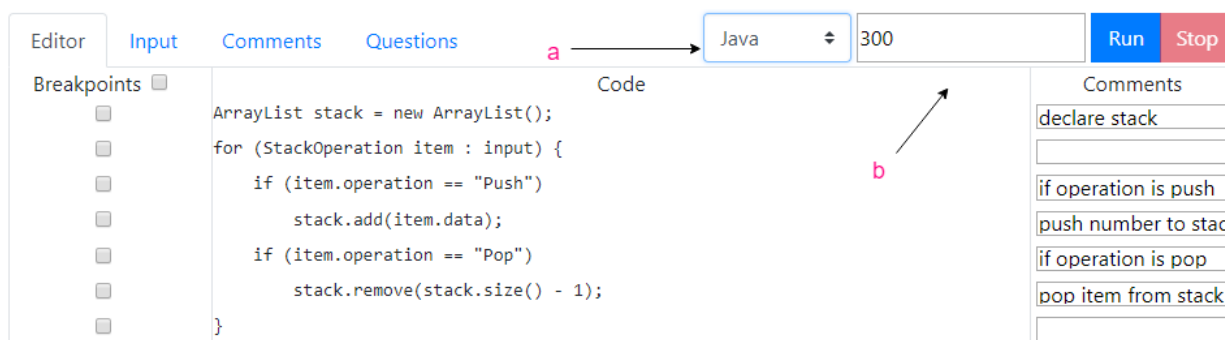 Editor Input Comments Questions a Java 300 Run Stop
Breakpoints Code Comments
ArrayList stack = new ArrayList(); declare stack
for (StackOperation item : input) {
b
if (item.operation == "Push") if operation is push
stack.add(item.data); push number to stac
if (item.operation == "Pop") if operation is pop
stack.remove(stack.size() - 1); pop item from stack
}